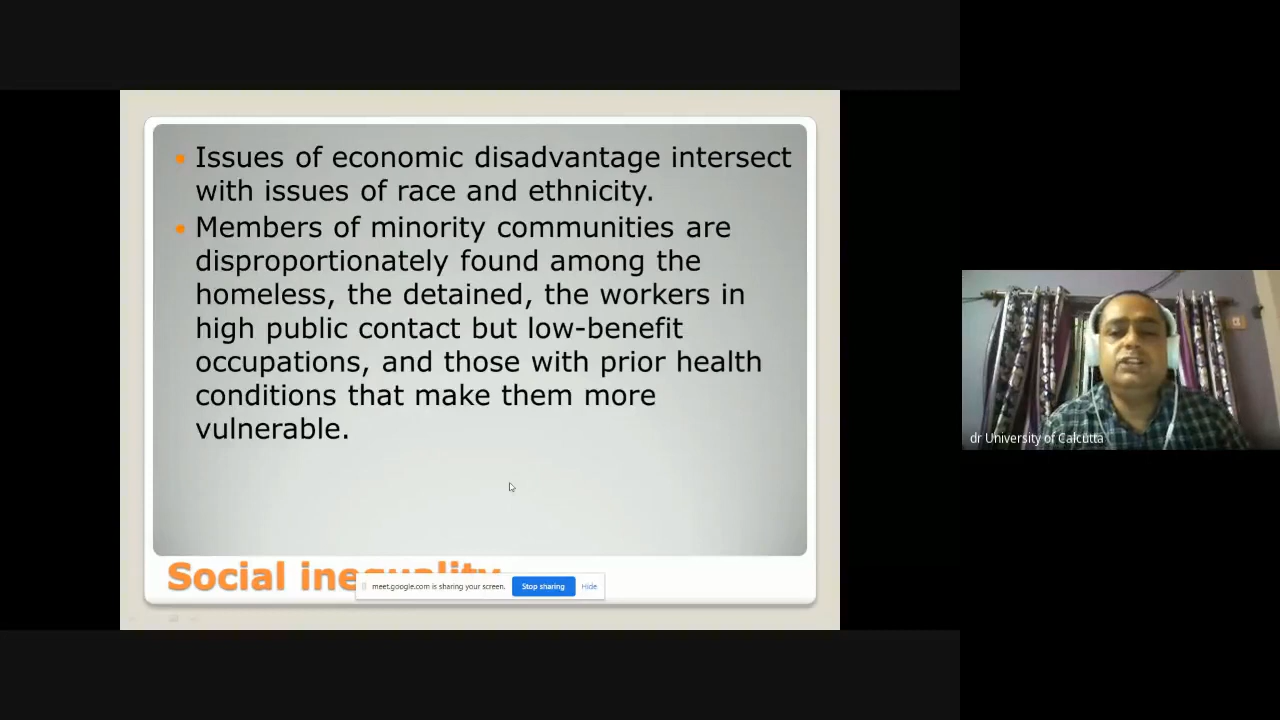 Issues of economic disadvantage intersect
with issues of race and ethnicity.
Members of minority communities are
disproportionately found among the
homeless, the detained, the workers in
high public contact but low-benefit
occupations, and those with prior health
conditions that make them more
vulnerable.
Social inequality
meet.google.com is sharing your screen. Stop sharing Hide
dr University of Calcutta